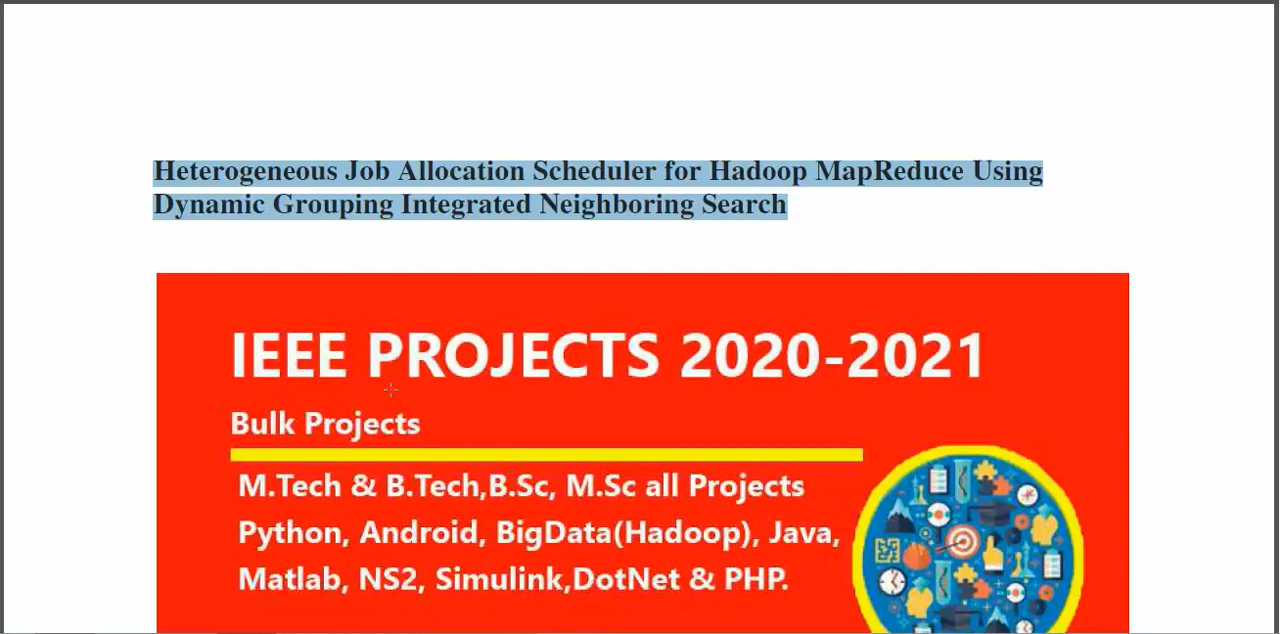 Heterogeneous Job Allocation Scheduler for Hadoop MapReduce Using
Dynamic Grouping Integrated Neighboring Search
IEEE PROJECTS 2020-2021
Bulk Projects
M.Tech & B.Tech,B.Sc, M.Sc all Projects
Python, Android, BigData(Hadoop), Java,
Matlab, NS2, Simulink,DotNet & PHP.